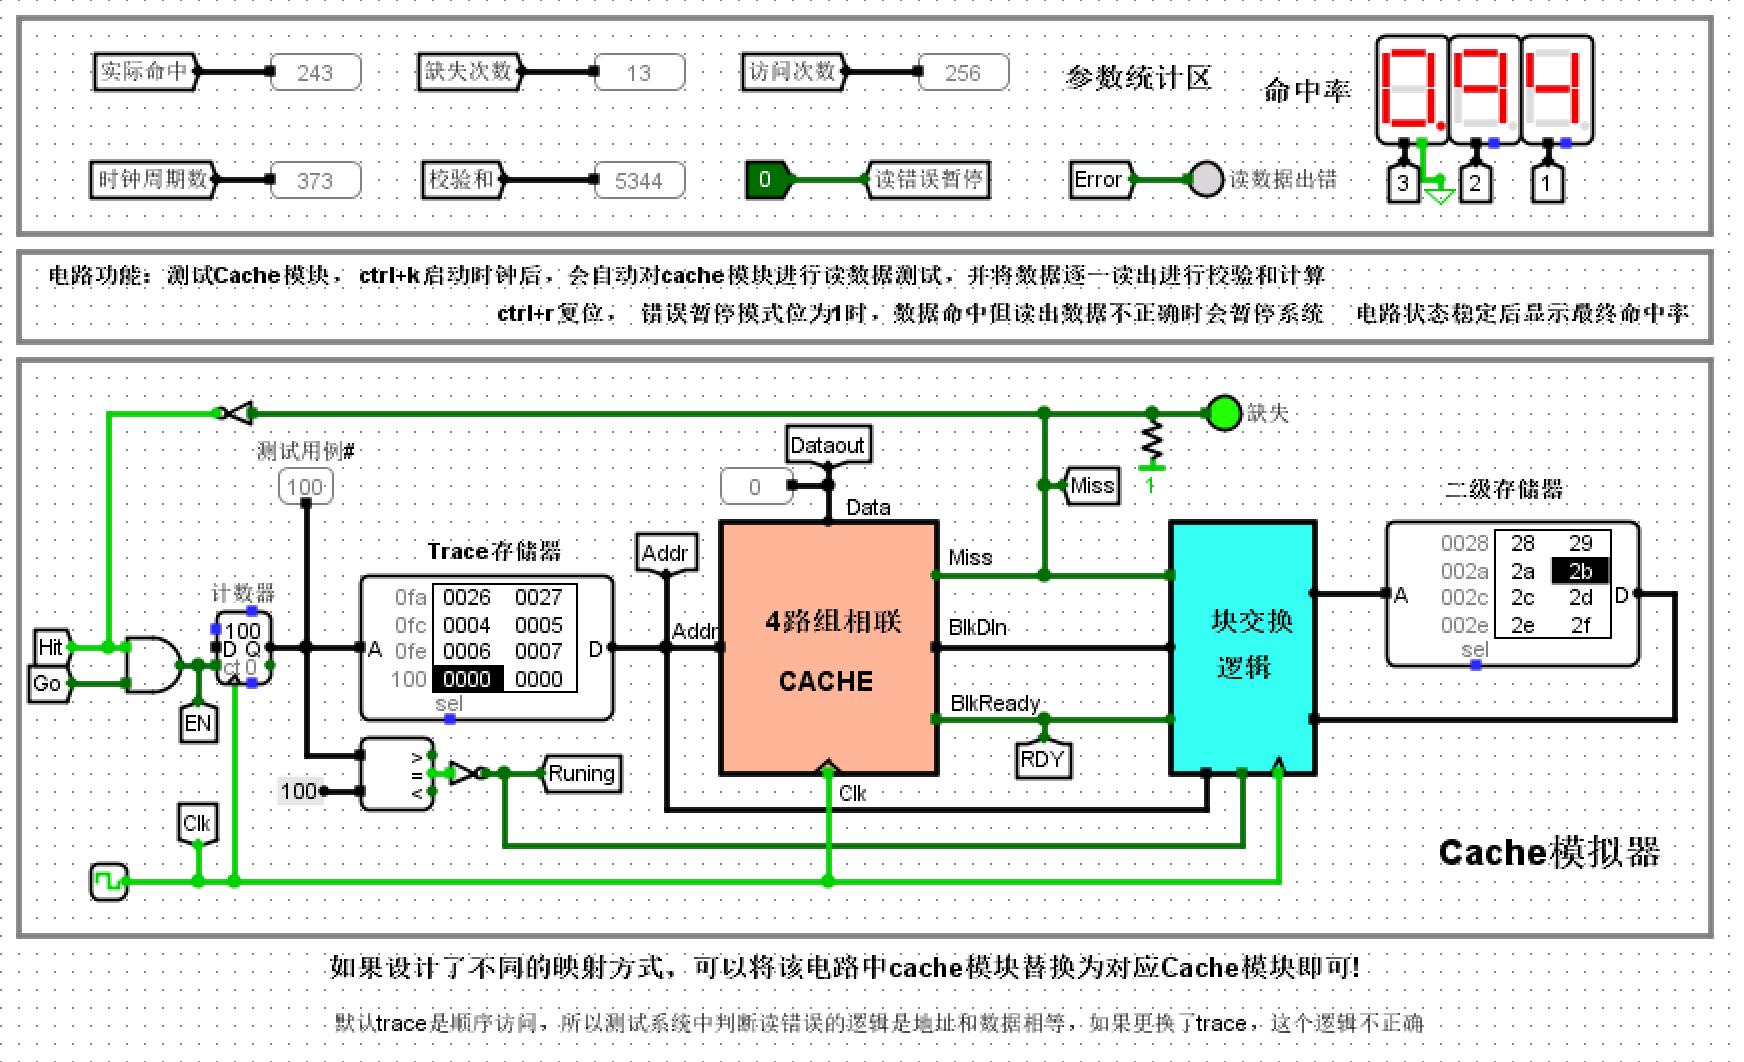 实际命中 243 缺失次数 13 访问次数 256 参数统计区 命中率 0.94
时钟周期数 373 校验和 5344 0 读错误暂停 Error 读数据出错 3 2 1
电路功能：测试Cache模块，ctrl+k启动时钟后，会自动对cache模块进行读数据测试，并将数据逐一读出进行校验和计算
ctrl+r复位，错误暂停模式位为1时，数据命中但读出数据不正确时会暂停系统 电路状态稳定后显示最终命中率
缺失
测试用例#
100
Dataout
0
Data
Miss
1
二级存储器
Trace存储器
Addr
Miss
0028 28 29
002a 2a 2b
002c 2c 2d
002e 2e 2f
A
D
sel
计数器
100
D Q
ct 0
0fa 0026 0027
0fc 0004 0005
0fe 0006 0007
100 0000 0000
A
D
sel
Addr
4路组相联
CACHE
BlkDIn
块交换
逻辑
Hit
Go
EN
BlkReady
RDY
>
=
<
100
Runing
Clk
Clk
Cache模拟器
如果设计了不同的映射方式，可以将该电路中cache模块替换为对应Cache模块即可!
默认trace是顺序访问，所以测试系统中判断读错误的逻辑是地址和数据相等，如果更换了trace，这个逻辑不正确